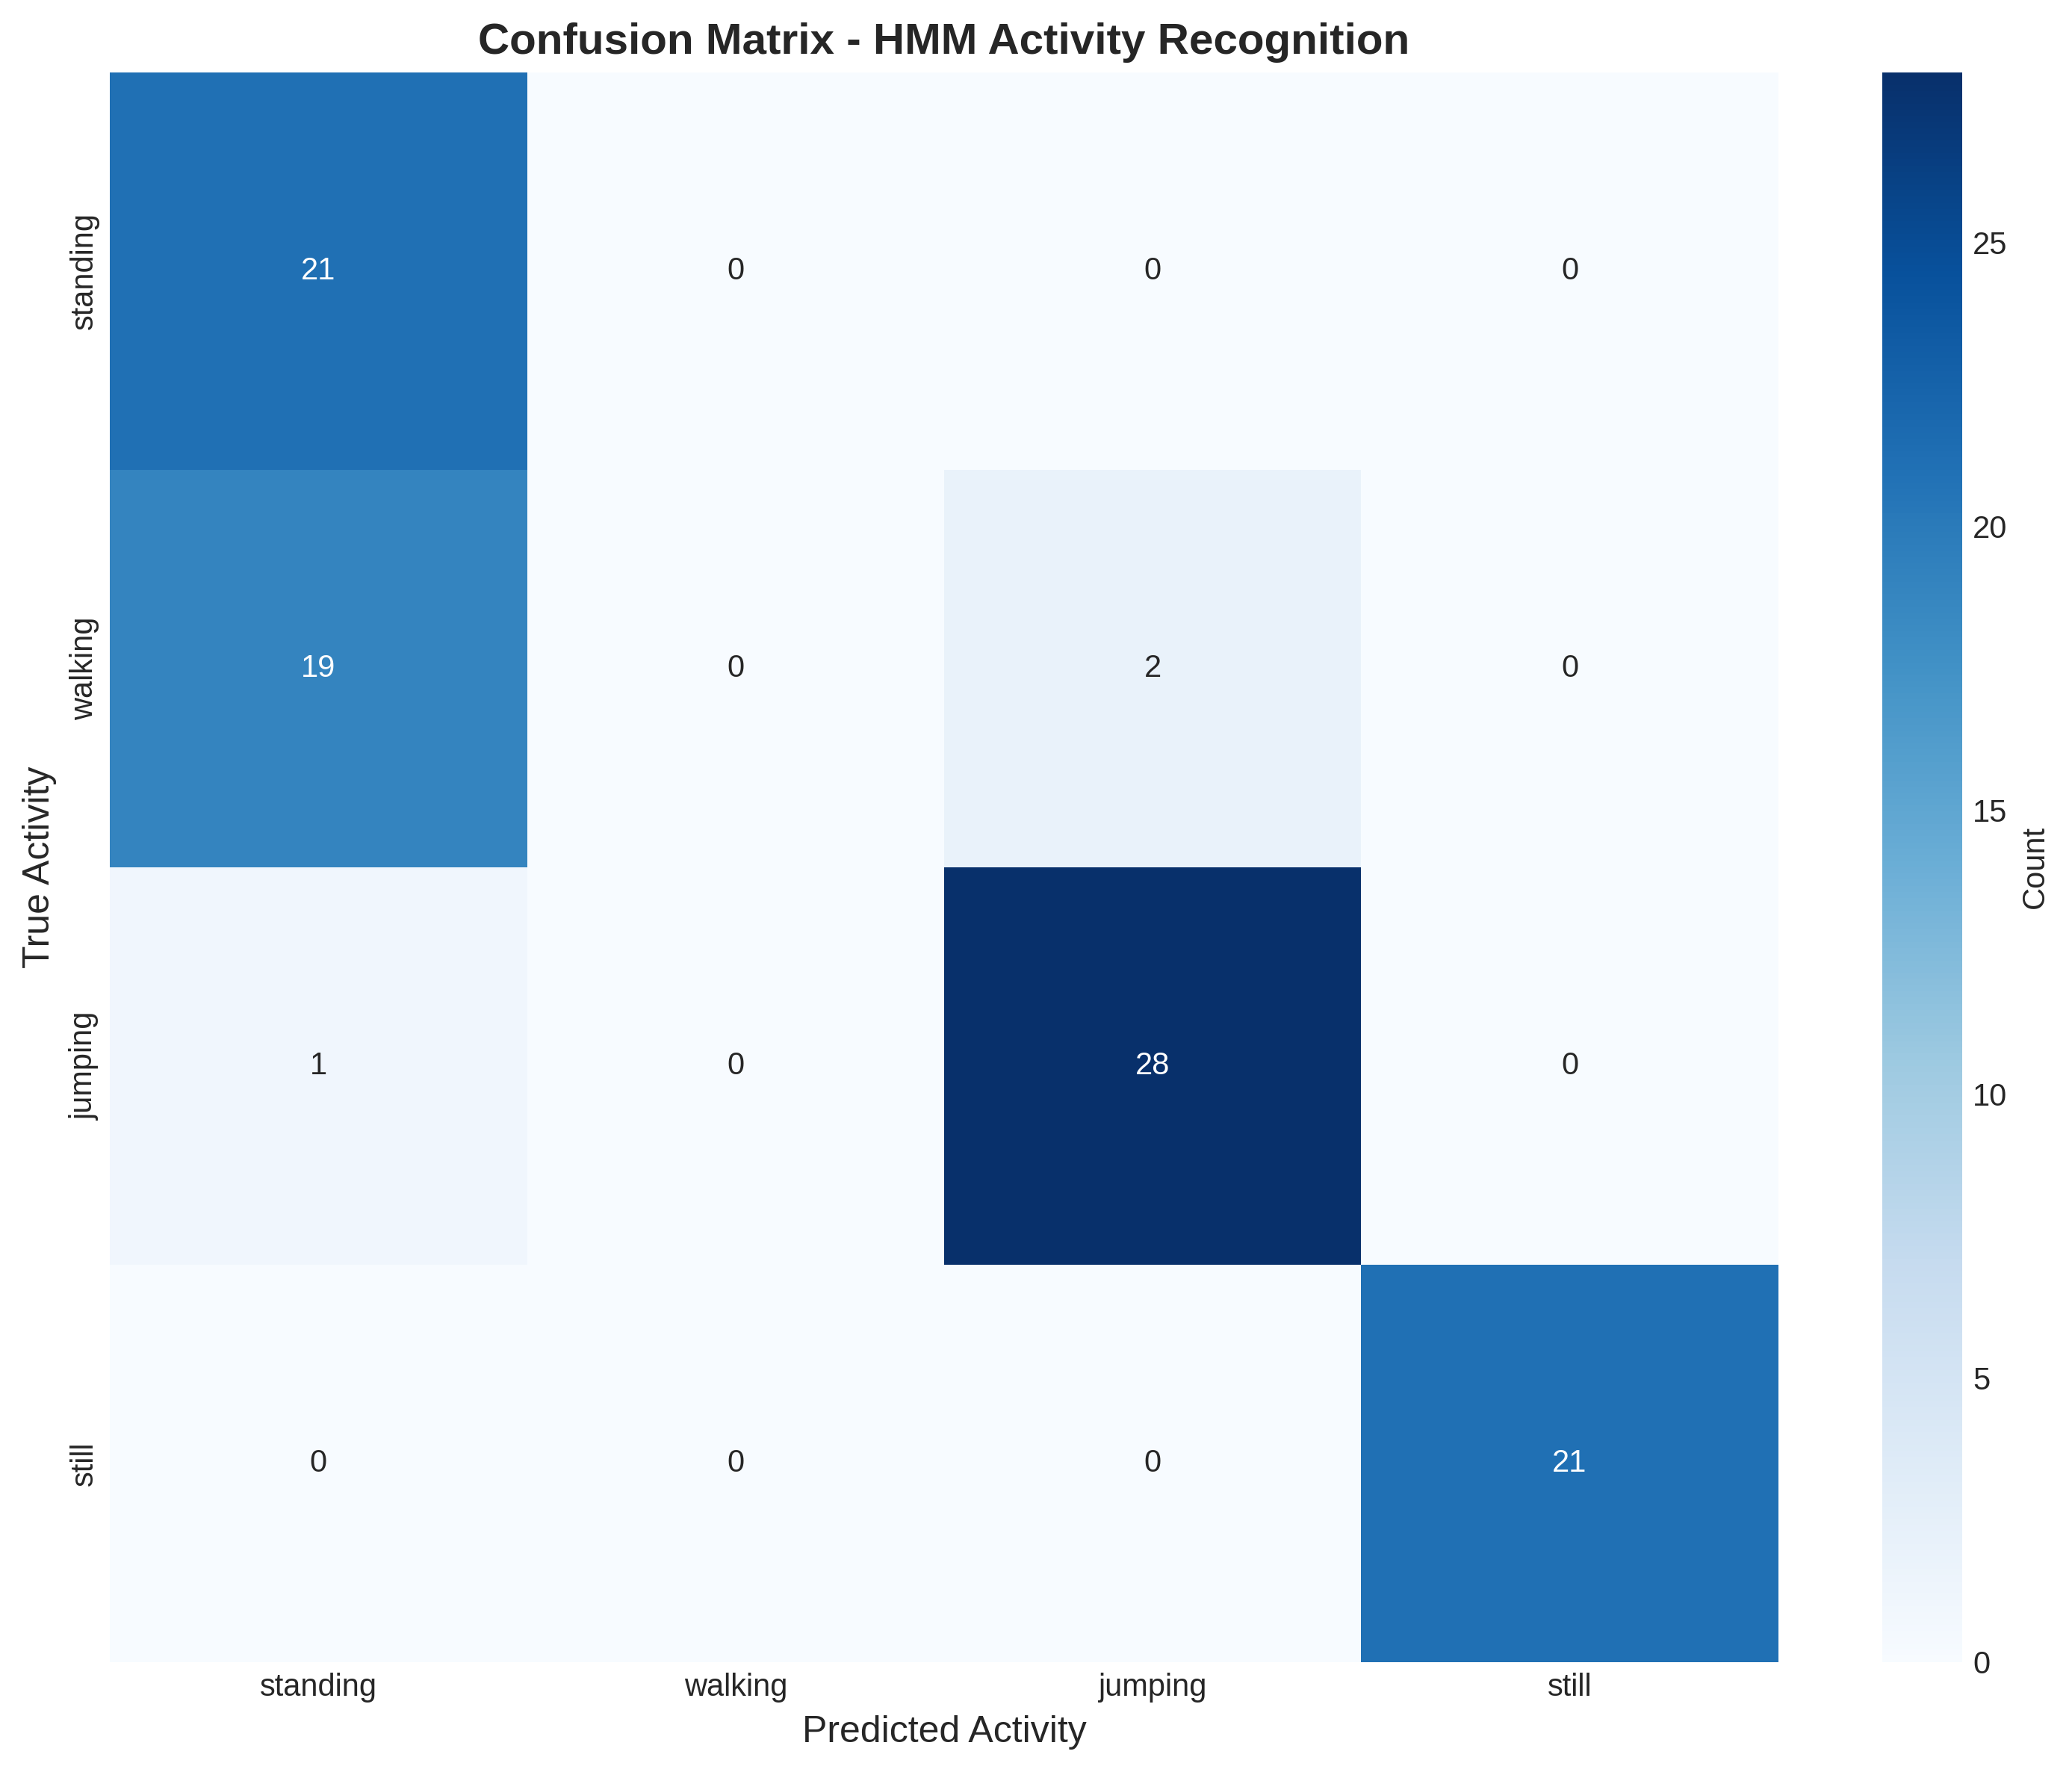 Confusion Matrix - HMM Activity Recognition
True Activity
standing
21 0 0 0
walking
19 0 2 0
jumping
1 0 28 0
still
0 0 0 21
standing walking jumping still
Predicted Activity
25
20
15
10
5
0
Count